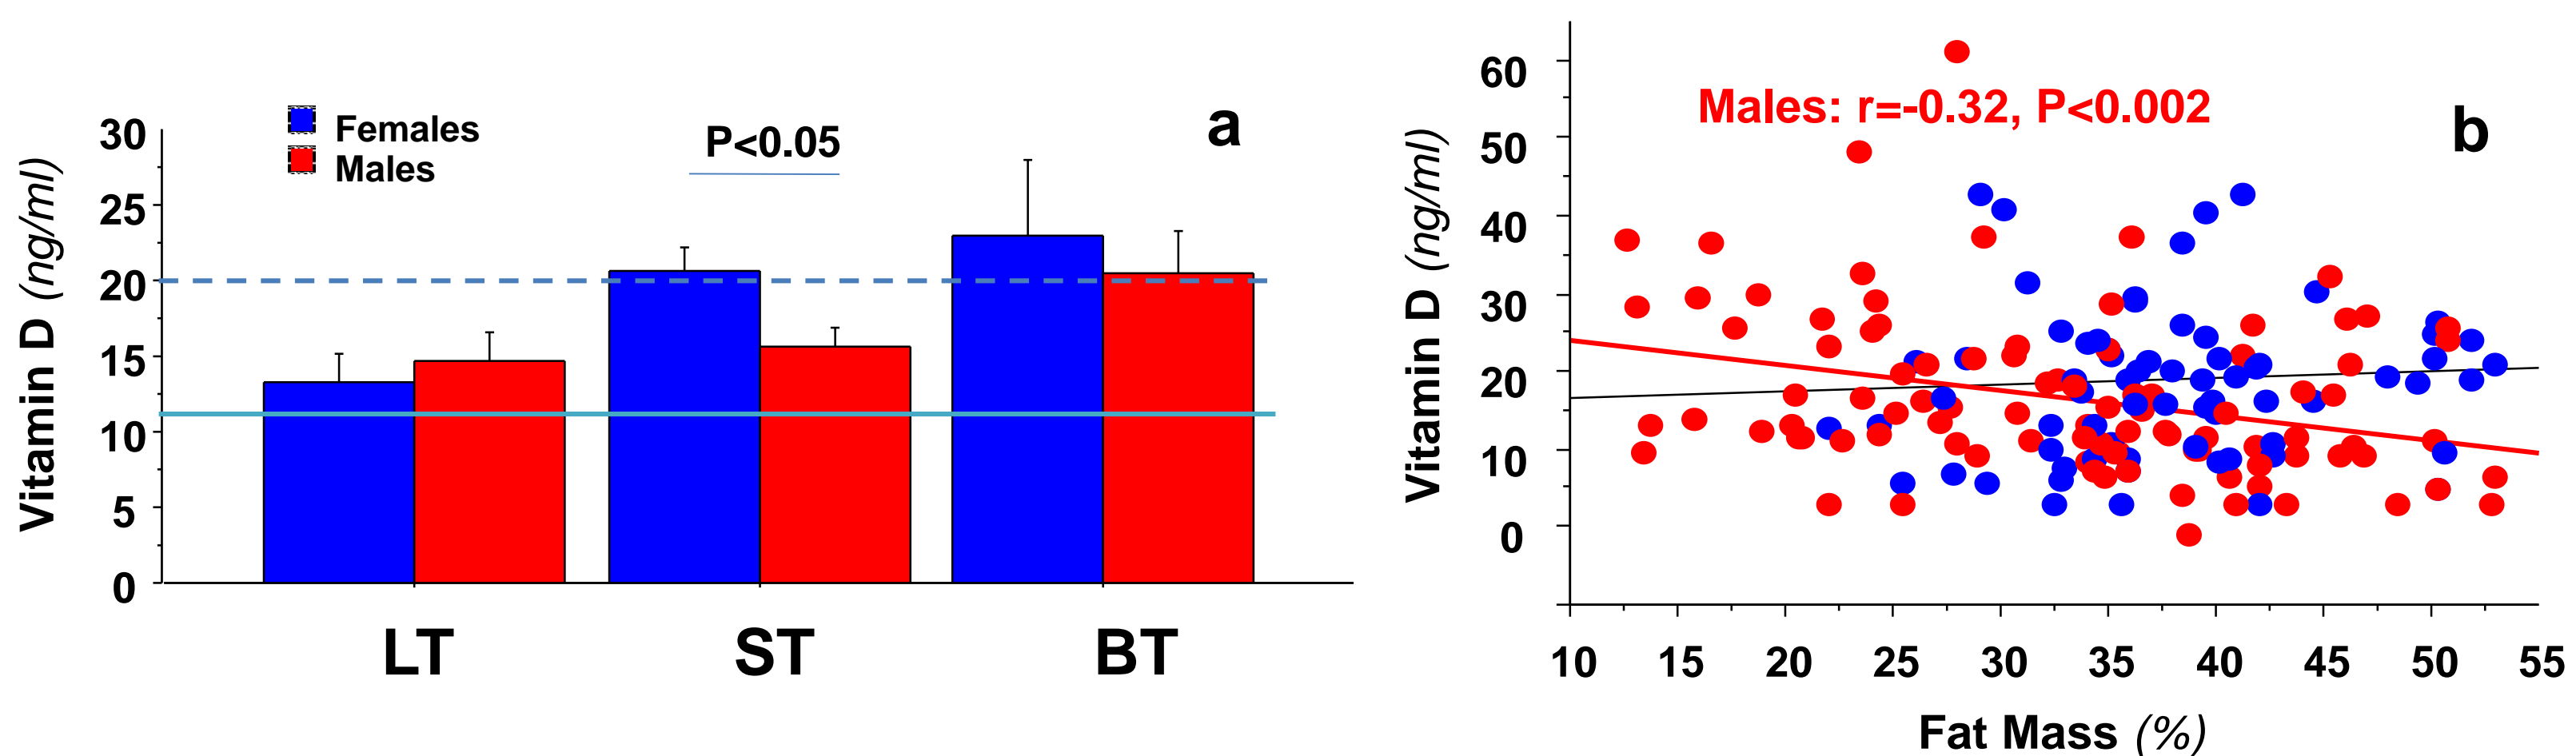 Females
Males
P<0.05
a
30
25
20
15
10
5
0
Vitamin D (ng/ml)
LT ST BT
Males: r=-0.32, P<0.002
b
60
50
40
30
20
10
0
Vitamin D (ng/ml)
10 15 20 25 30 35 40 45 50 55
Fat Mass (%)